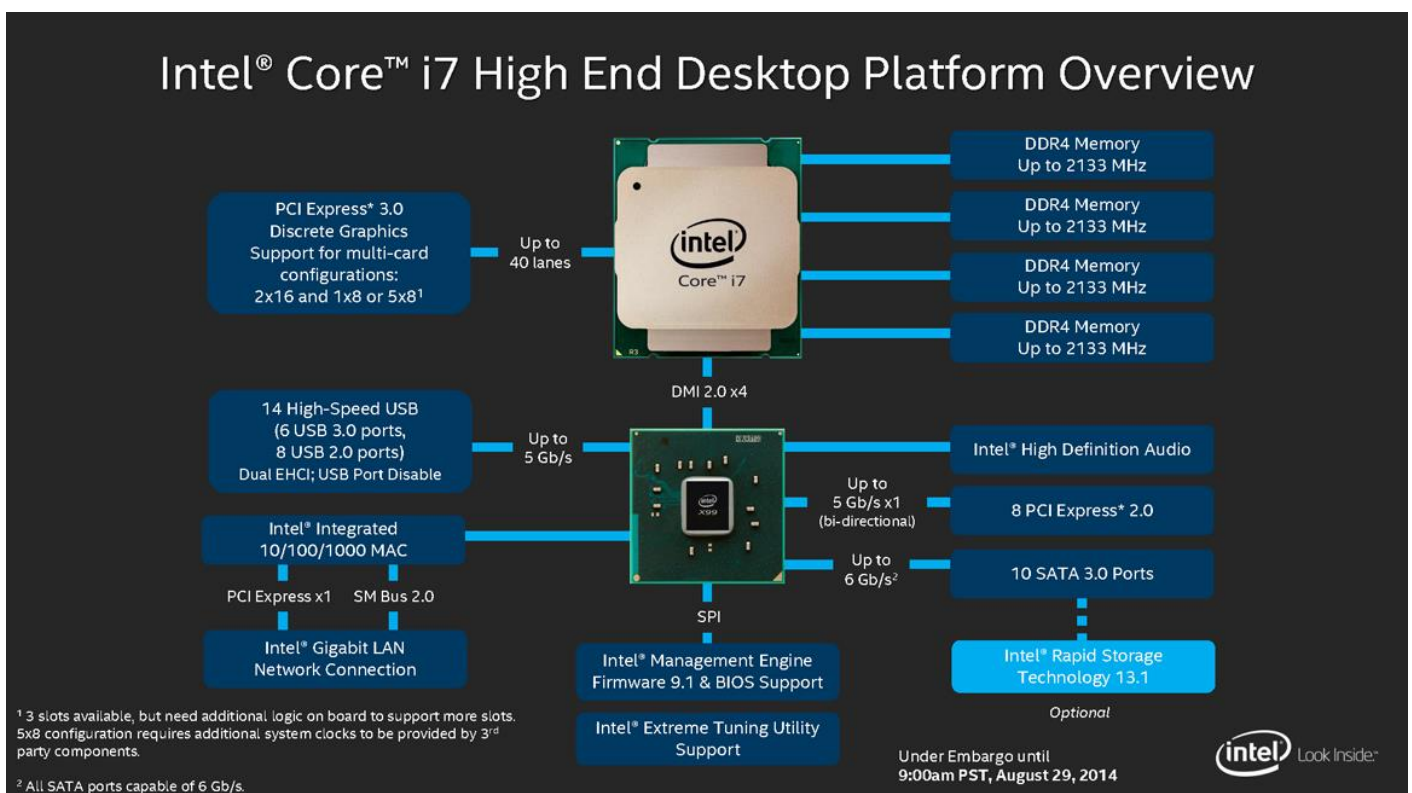 Intel® Core™ i7 High End Desktop Platform Overview
PCI Express* 3.0
Discrete Graphics
Support for multi-card
configurations:
2x16 and 1x8 or 5x8¹
Up to
40 lanes
intel
Core™ i7
R3
DDR4 Memory
Up to 2133 MHz
DDR4 Memory
Up to 2133 MHz
DDR4 Memory
Up to 2133 MHz
DDR4 Memory
Up to 2133 MHz
DMI 2.0 x4
14 High-Speed USB
(6 USB 3.0 ports,
8 USB 2.0 ports)
Dual EHCI; USB Port Disable
Up to
5 Gb/s
intel
X99
Intel® High Definition Audio
Up to
5 Gb/s x1
(bi-directional)
8 PCI Express* 2.0
Up to
6 Gb/s²
10 SATA 3.0 Ports
Intel® Rapid Storage
Technology 13.1
Optional
Intel® Integrated
10/100/1000 MAC
PCI Express x1
SM Bus 2.0
Intel® Gigabit LAN
Network Connection
SPI
Intel® Management Engine
Firmware 9.1 & BIOS Support
Intel® Extreme Tuning Utility
Support
¹ 3 slots available, but need additional logic on board to support more slots.
5x8 configuration requires additional system clocks to be provided by 3rd
party components.
² All SATA ports capable of 6 Gb/s.
Under Embargo until
9:00am PST, August 29, 2014
intel
Look Inside.™